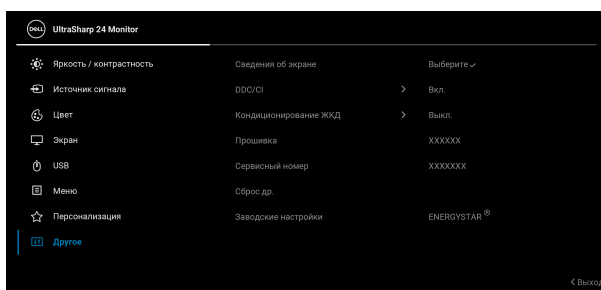 DELL UltraSharp 24 Monitor
Яркость / контрастность Сведения об экране Выберите ✓
Источник сигнала DDC/CI > Вкл.
Цвет Кондиционирование ЖКД > Выкл.
Экран Прошивка XXXXXX
USB Сервисный номер XXXXXXX
Меню Сброс др.
Персонализация Заводские настройки ENERGYSTAR ®
Другое
< Выход